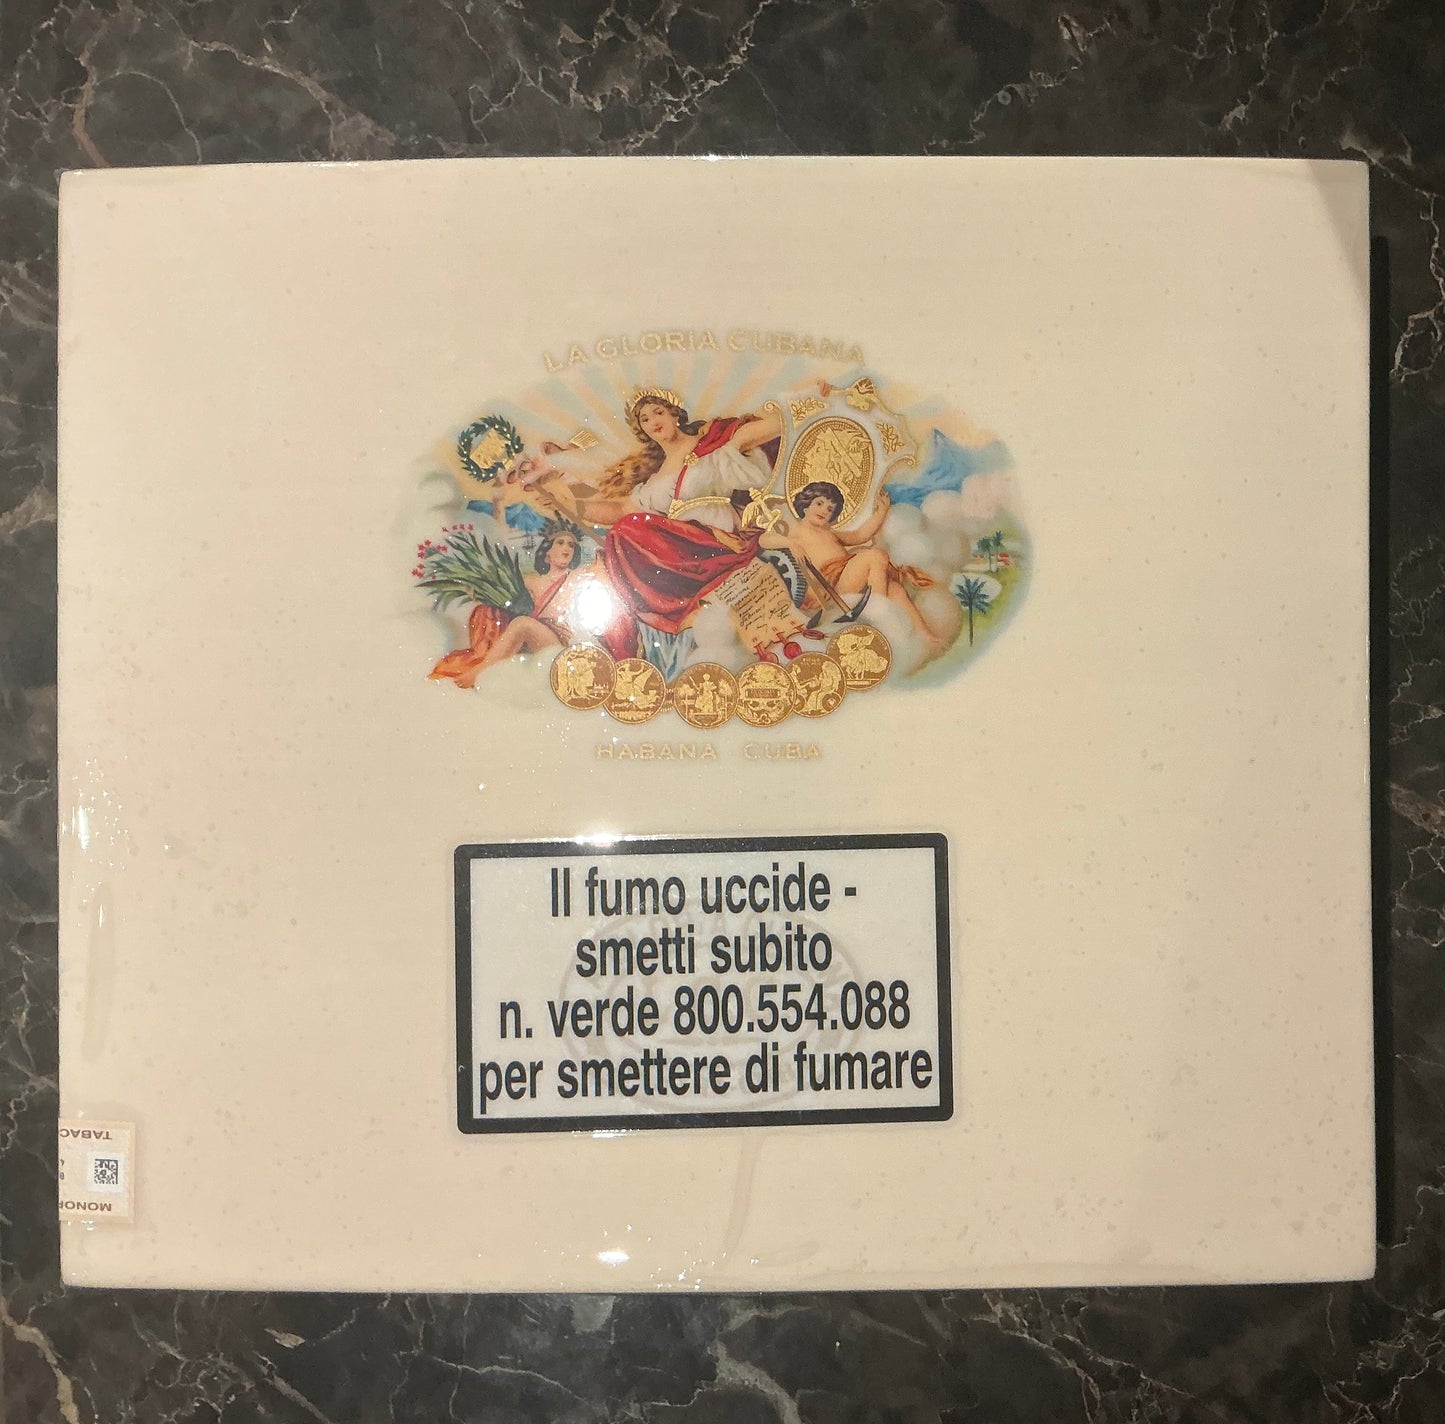 LA GLORIA CUBANA
HABANA CUBA
Il fumo uccide -
smetti subito
n. verde 800.554.088
per smettere di fumare